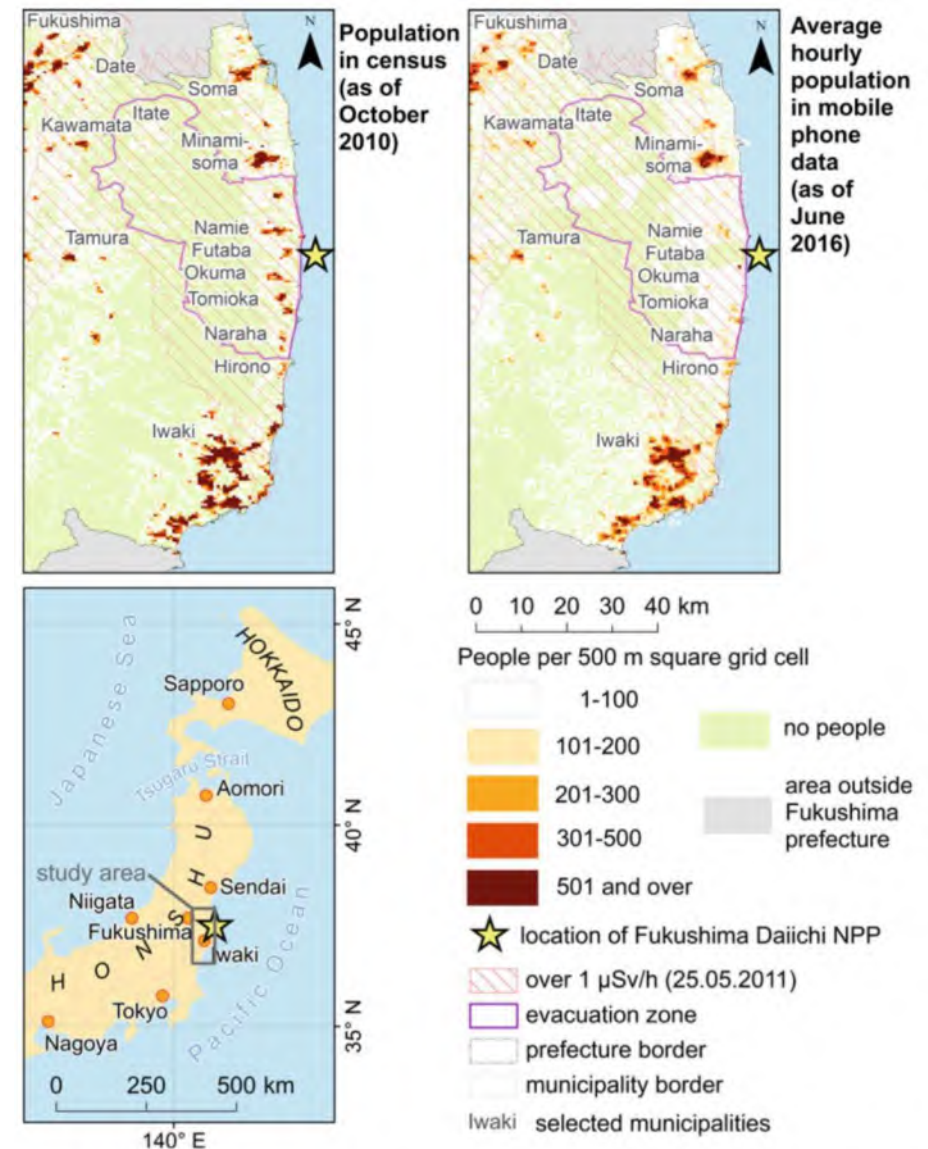 Fukushima
Date
Soma
Itate
Kawamata
Minami-
soma
Tamura
Namie
Futaba
Okuma
Tomioka
Naraha
Hirono
Iwaki
N
Population
in census
(as of
October
2010)
Fukushima
Date
Soma
Itate
Kawamata
Minami-
soma
Tamura
Namie
Futaba
Okuma
Tomioka
Naraha
Hirono
Iwaki
N
Average
hourly
population
in mobile
phone
data
(as of
June
2016)
HOKKAIDO
Sapporo
Japanese Sea
Tsugaru Strait
Aomori
HONSHU
study area
Sendai
Niigata
Fukushima
Iwaki
Tokyo
Nagoya
Pacific Ocean
0 250 500 km
140° E
45° N
40° N
35° N
0 10 20 30 40 km
People per 500 m square grid cell
1-100
101-200
201-300
301-500
501 and over
no people
area outside
Fukushima
prefecture
location of Fukushima Daiichi NPP
over 1 µSv/h (25.05.2011)
evacuation zone
prefecture border
municipality border
Iwaki selected municipalities